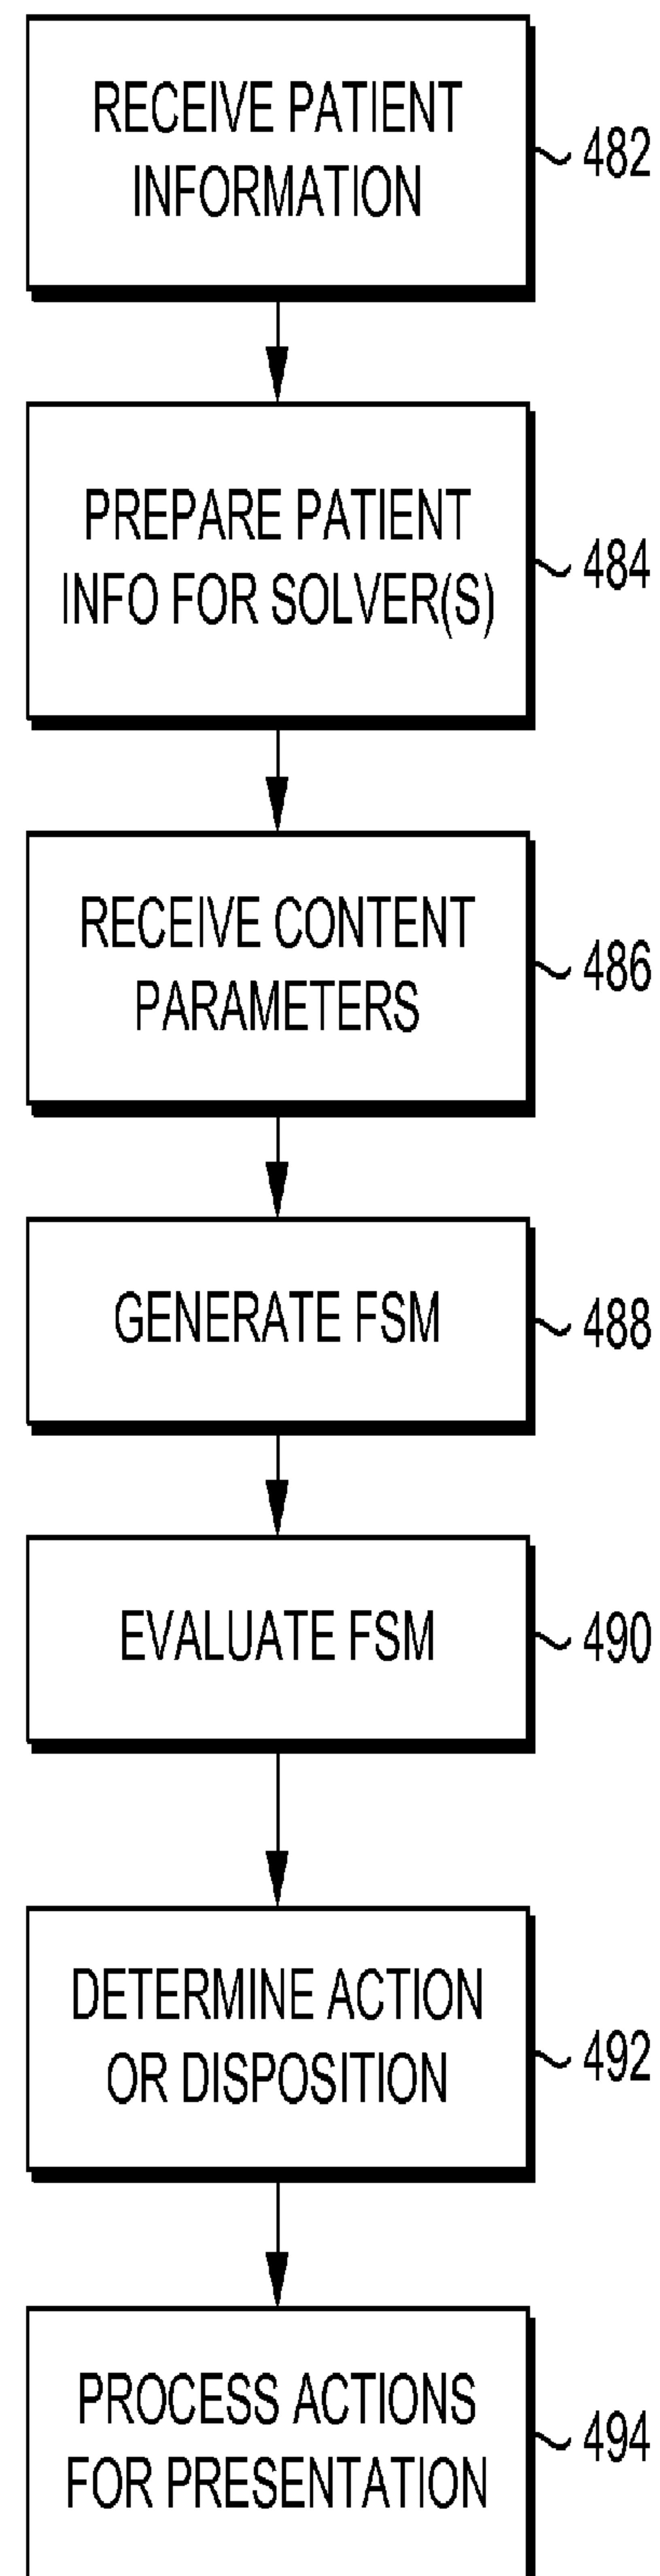 RECEIVE PATIENT
INFORMATION
482
PREPARE PATIENT
INFO FOR SOLVER(S)
484
RECEIVE CONTENT
PARAMETERS
486
GENERATE FSM
488
EVALUATE FSM
490
DETERMINE ACTION
OR DISPOSITION
492
PROCESS ACTIONS
FOR PRESENTATION
494